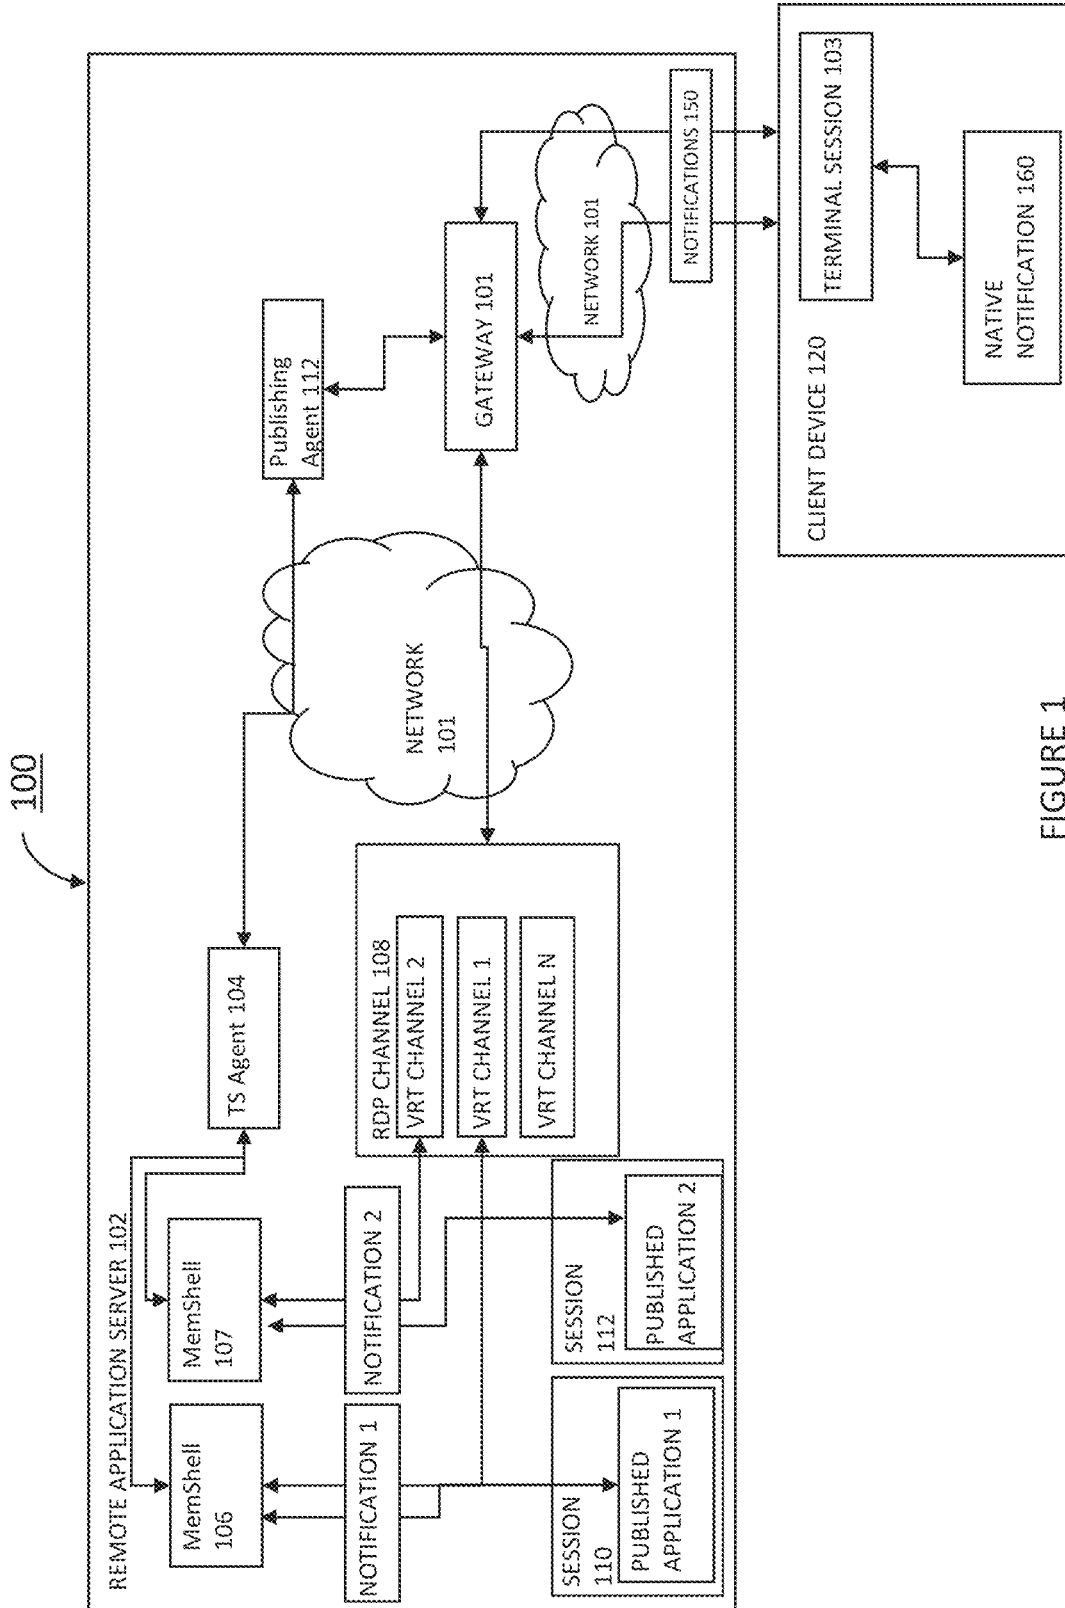 100
REMOTE APPLICATION SERVER 102
MemShell
106
MemShell
107
TS Agent 104
Publishing
Agent 112
NOTIFICATION 1
NOTIFICATION 2
RDP CHANNEL 108
VRT CHANNEL 2
VRT CHANNEL 1
VRT CHANNEL N
NETWORK
101
GATEWAY 101
NETWORK 101
SESSION
110
PUBLISHED
APPLICATION 1
SESSION
112
PUBLISHED
APPLICATION 2
NOTIFICATIONS 150
CLIENT DEVICE 120
TERMINAL SESSION 103
NATIVE
NOTIFICATION 160
FIGURE 1